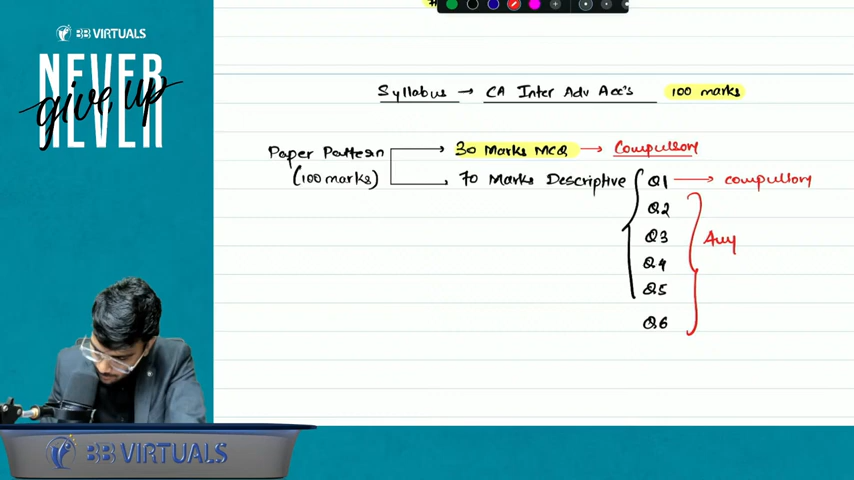 BB VIRTUALS
NEVER
give up
NEVER
Syllabus → CA Inter Adv Acc's 100 marks
Paper Pattern → 30 Marks MCQ → Compulsory
(100 marks) → 70 Marks Descriptive Q1 → compullsory
Q2
Q3 Any
Q4
Q5
Q6
BB VIRTUALS